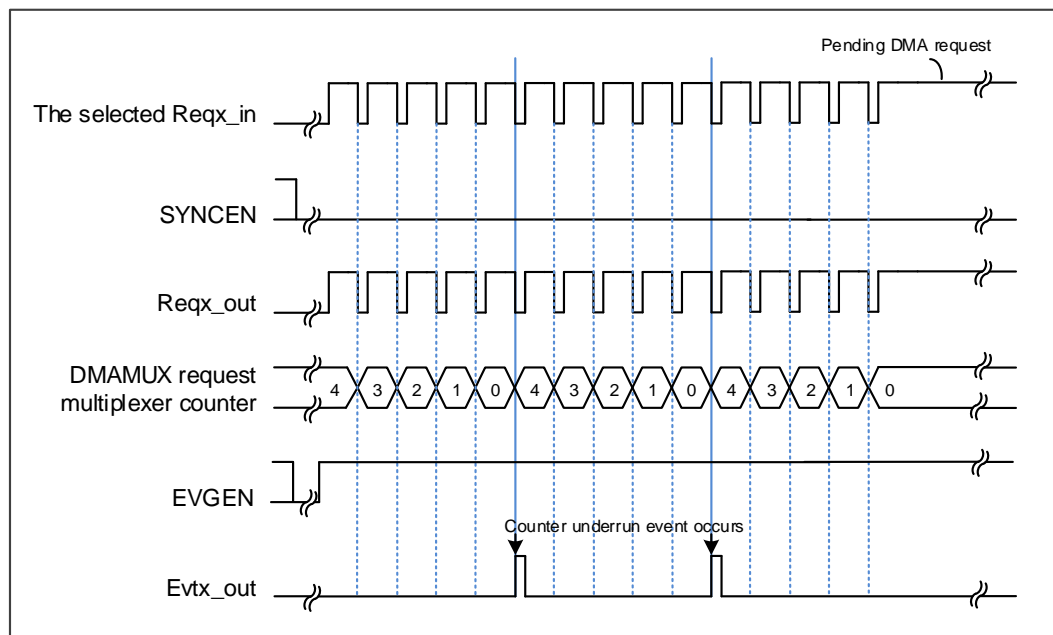 Pending DMA request
The selected Reqx_in
SYNCEN
Reqx_out
DMAMUX request
multiplexer counter
4 3 2 1 0 4 3 2 1 0 4 3 2 1 0
EVGEN
Counter underrun event occurs
Evtx_out